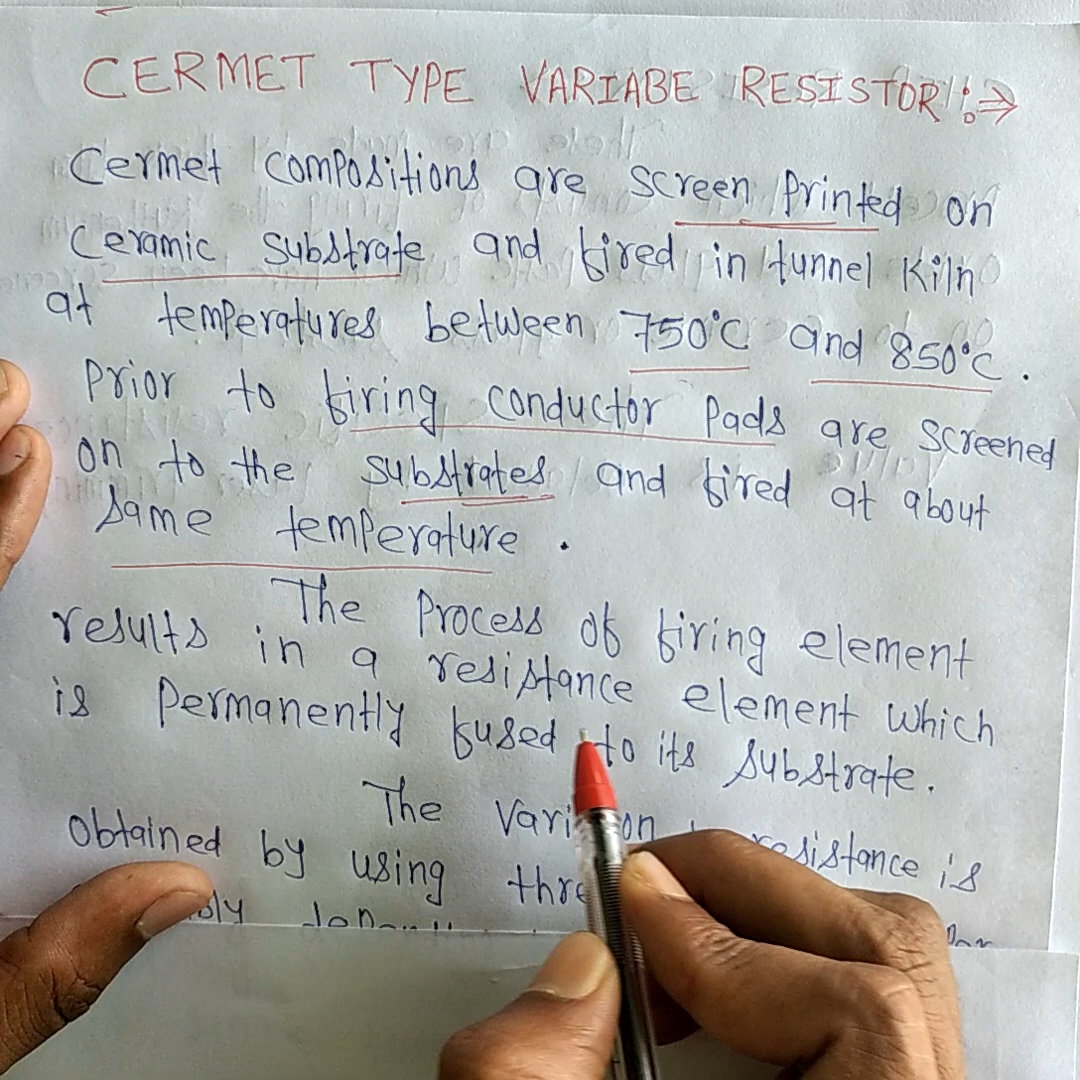 CERMET TYPE VARIABE RESISTOR :⇒
Cermet compositions are screen printed on
ceramic substrate and fired in tunnel kiln
at temperatures between 750°C and 850°C.
Prior to firing conductor pads are screened
on to the substrates and fired at about
same temperature.
The process of firing element
results in a resistance element which
is permanently fused to its substrate.
The resistance is
obtained by using